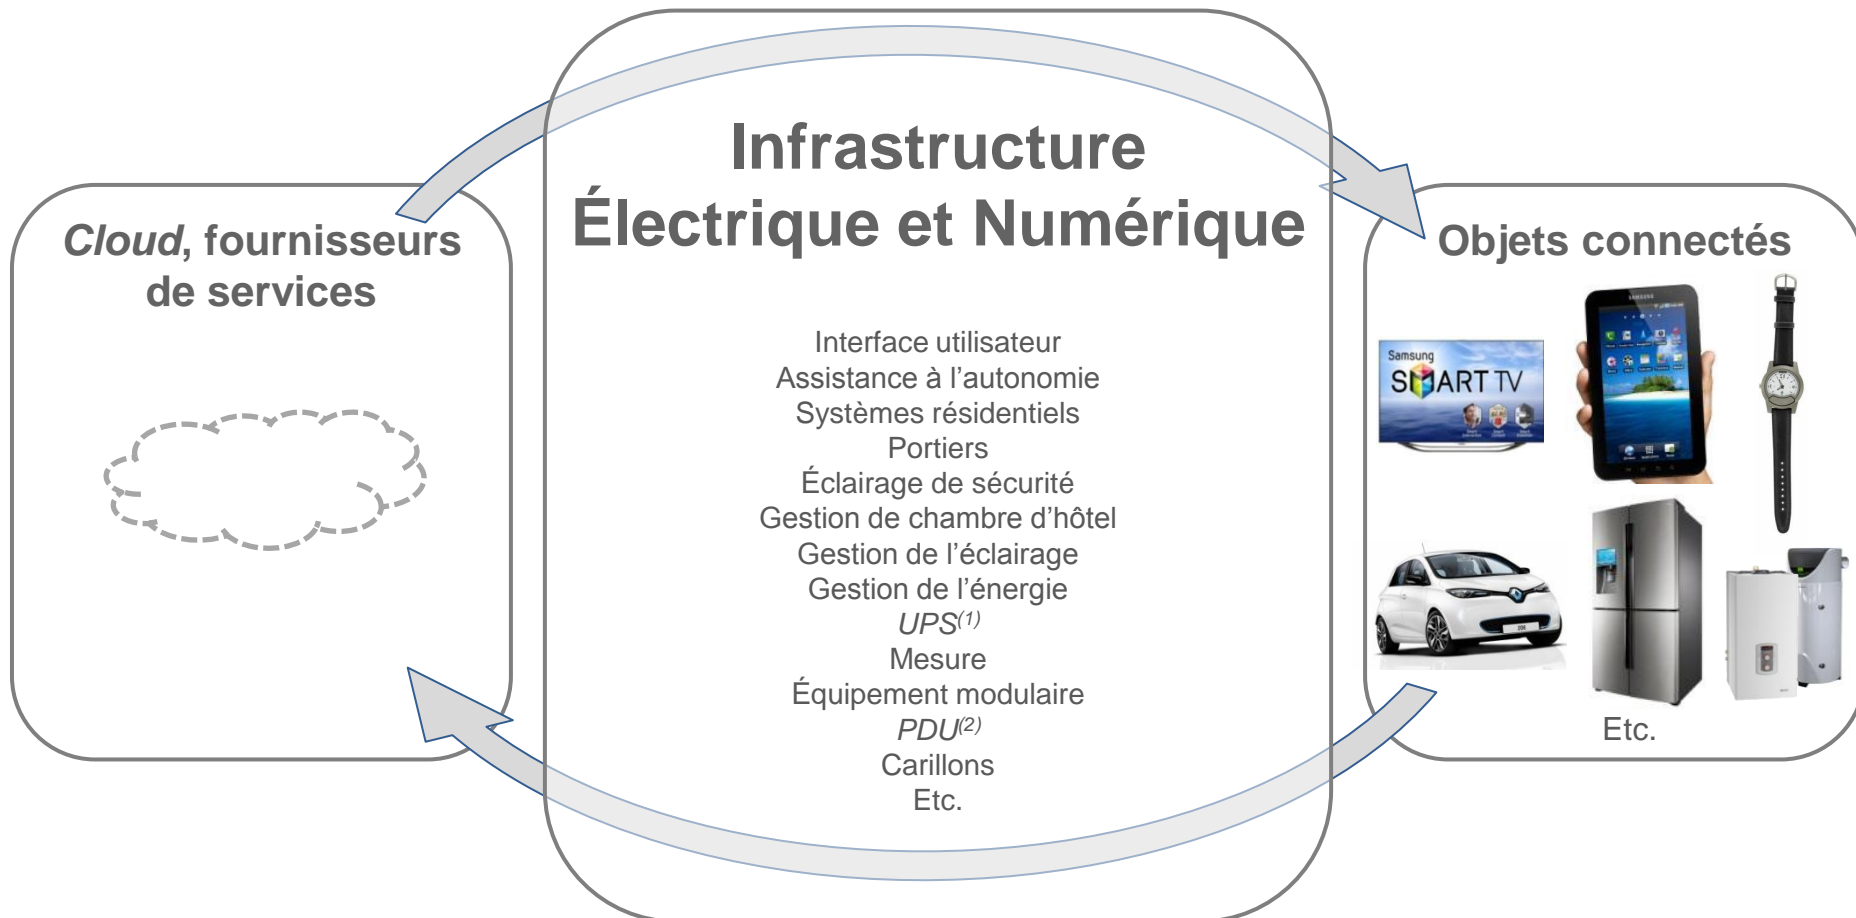 Infrastructure
Électrique et Numérique
Cloud, fournisseurs
de services
Objets connectés
Interface utilisateur
Assistance à l’autonomie
Systèmes résidentiels
Portiers
Éclairage de sécurité
Gestion de chambre d’hôtel
Gestion de l’éclairage
Gestion de l’énergie
UPS(1)
Mesure
Équipement modulaire
PDU(2)
Carillons
Etc.
Samsung
SMART TV
SAMSUNG
Etc.